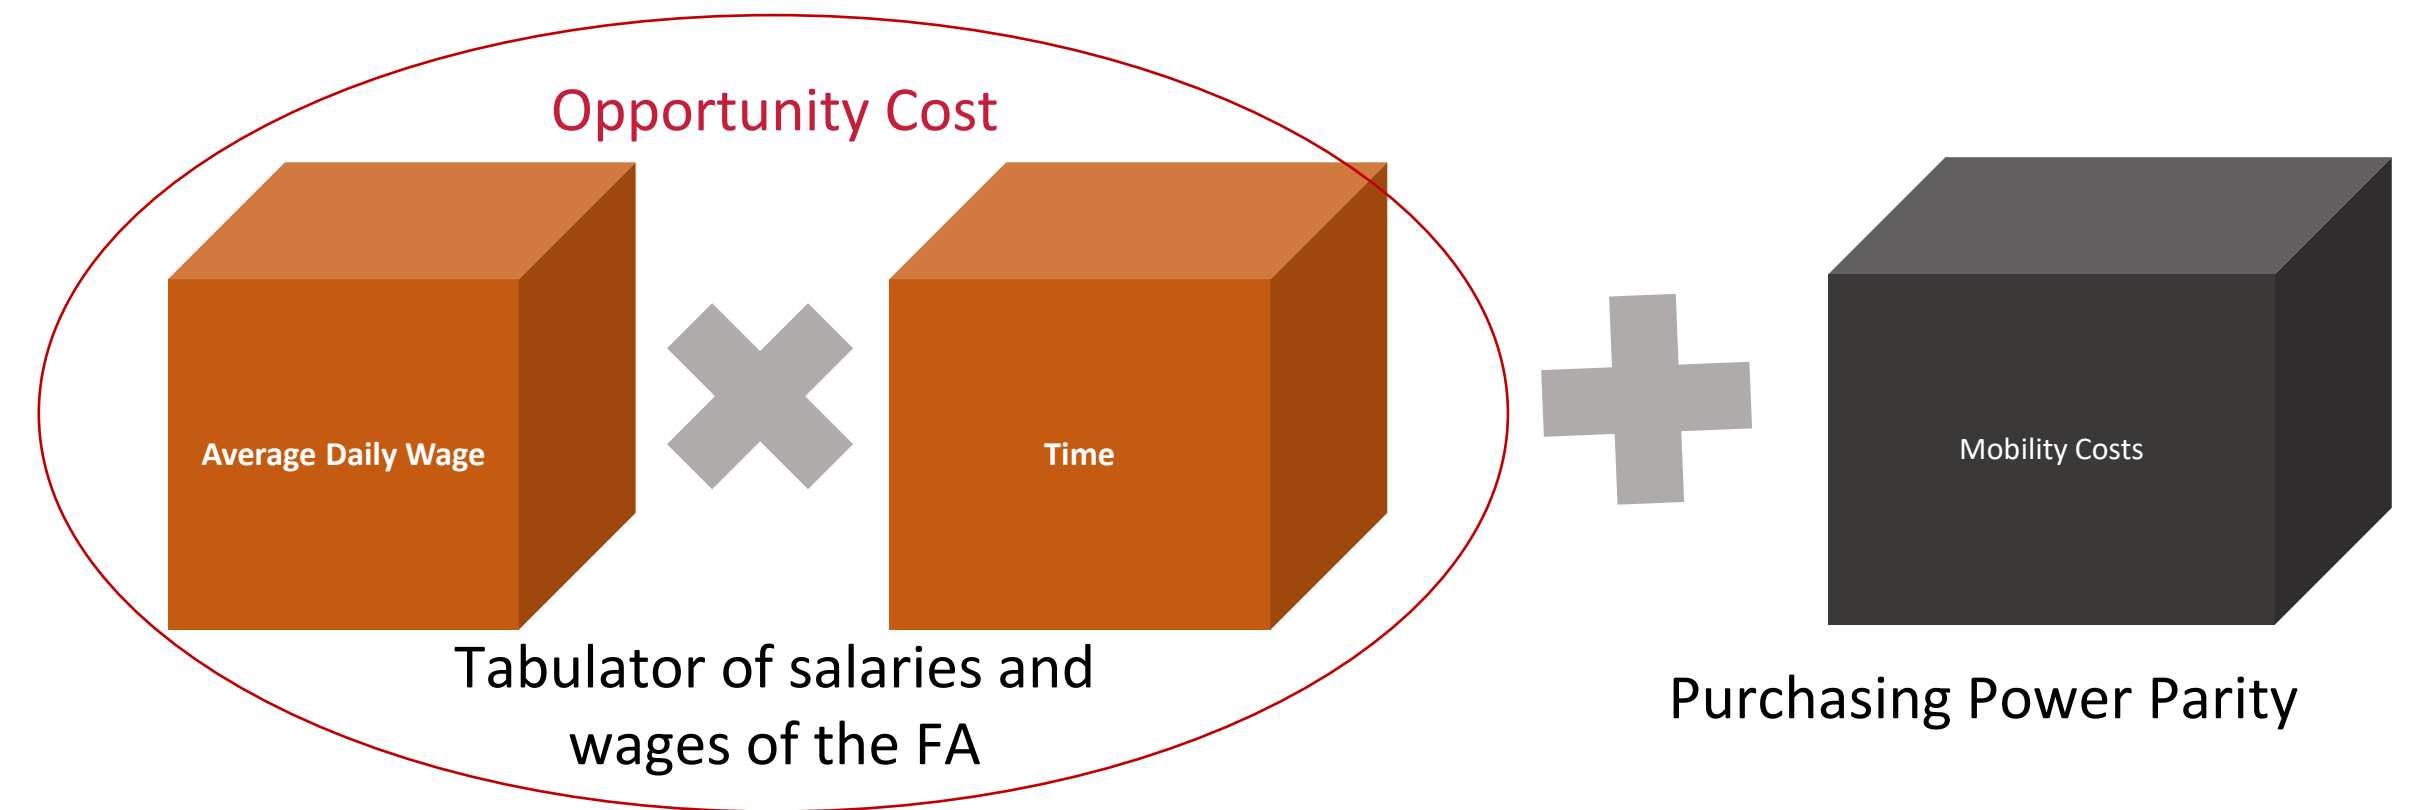 Opportunity Cost
Average Daily Wage
Time
Mobility Costs
Tabulator of salaries and
wages of the FA
Purchasing Power Parity